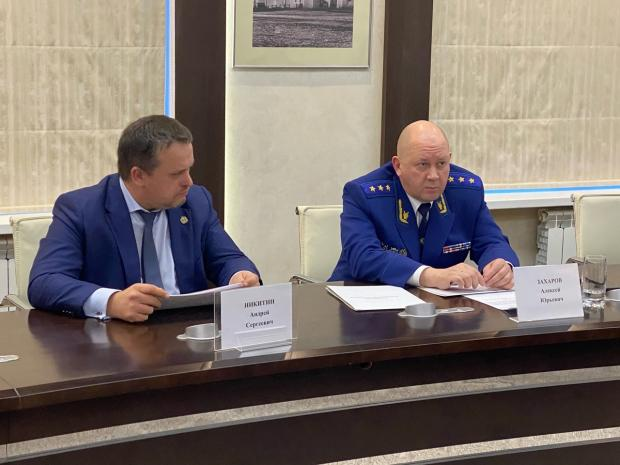 НИКИТИН
Андрей
Сергеевич
ЗАХАРОВ
Алексей
Юрьевич